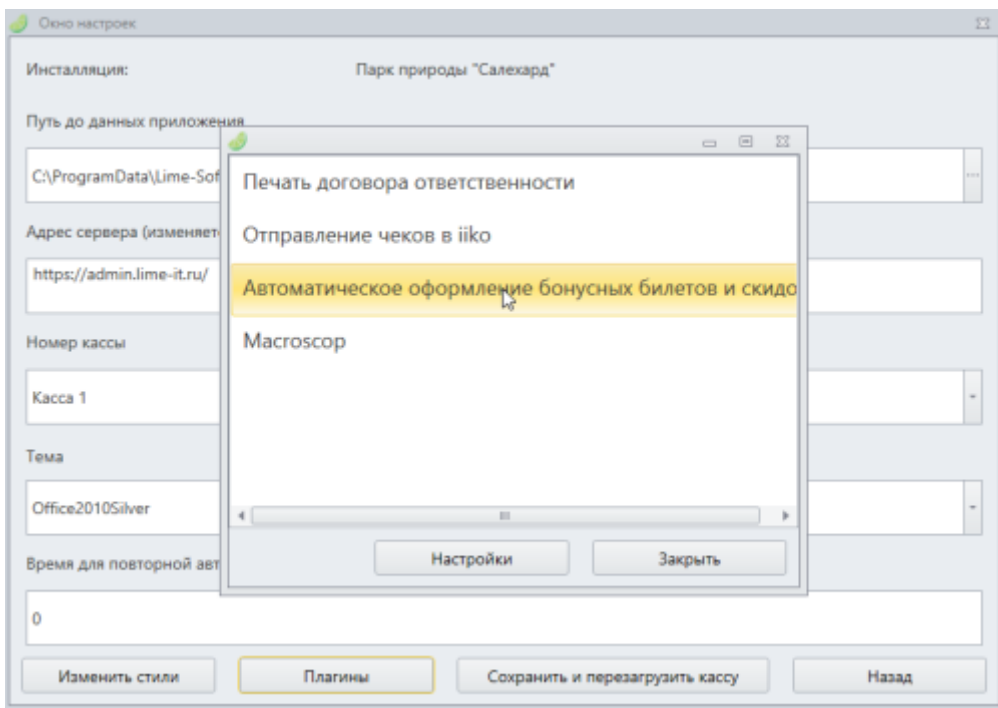 Окно настроек
Инсталляция: Парк природы "Салехард"
Путь до данных приложения
C:\ProgramData\Lime-Sof
...
Печать договора ответственности
Отправление чеков в iiko
Адрес сервера (изменяет
https://admin.lime-it.ru/
Автоматическое оформление бонусных билетов и скидо
Macroscop
Номер кассы
Касса 1
Тема
Office2010Silver
Настройки Закрыть
Время для повторной авт
0
Изменить стили Плагины Сохранить и перезагрузить кассу Назад